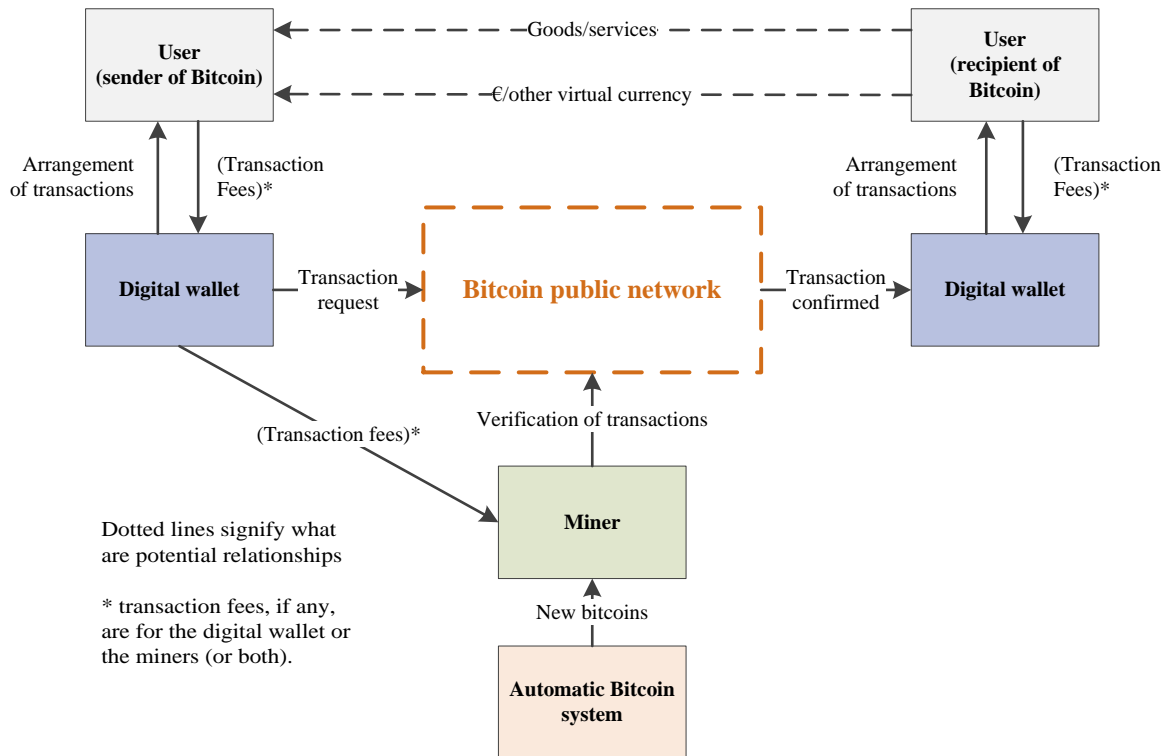 Goods/services
User
(sender of Bitcoin)
User
(recipient of
Bitcoin)
€/other virtual currency
Arrangement
of transactions
(Transaction
Fees)*
Arrangement
of transactions
(Transaction
Fees)*
Digital wallet
Transaction
request
Bitcoin public network
Transaction
confirmed
Digital wallet
(Transaction fees)*
Verification of transactions
Miner
Dotted lines signify what
are potential relationships
* transaction fees, if any,
are for the digital wallet or
the miners (or both).
New bitcoins
Automatic Bitcoin
system